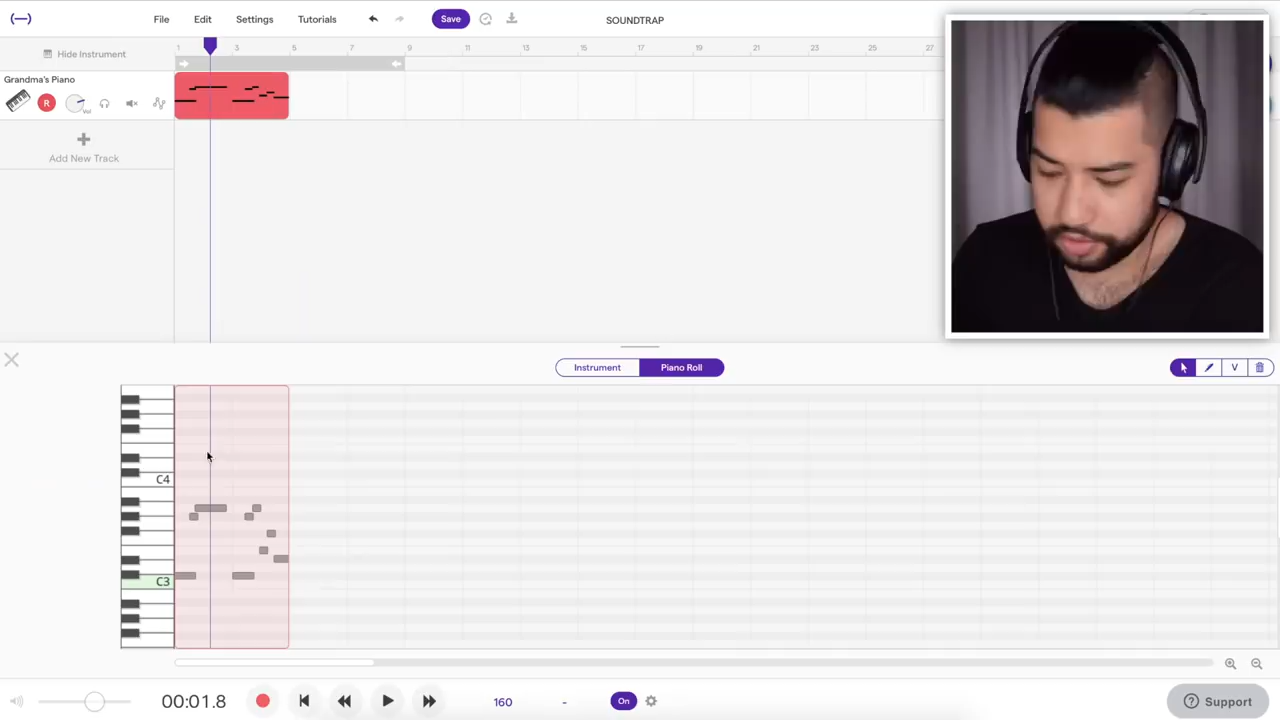 File Edit Settings Tutorials Save SOUNDTRAP
Hide Instrument 1 3 5 7 9 11 13 15 17 19 21 23 25 27
Grandma's Piano
R
Add New Track
Instrument Piano Roll V
C4
C3
00:01.8 160 - On Support